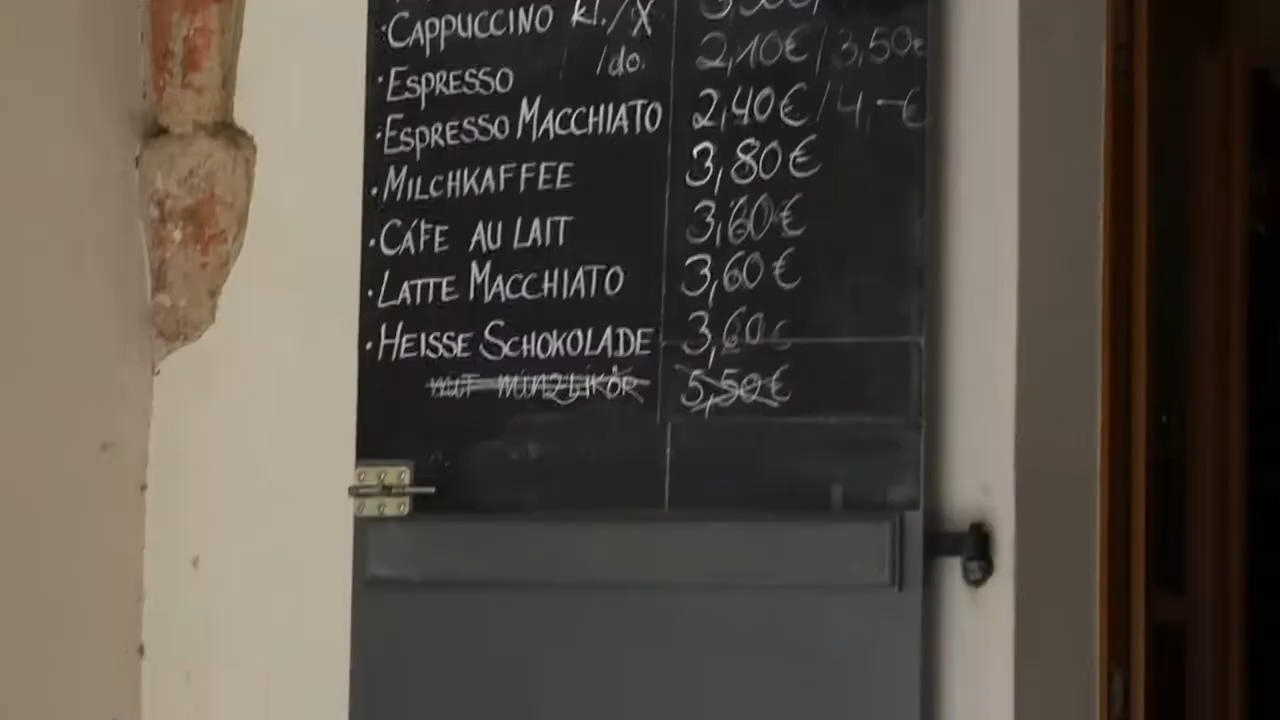 ·CAPPUCCINO kl./X
·ESPRESSO /do. 2,10€/3,50€
·ESPRESSO MACCHIATO 2,40€/4,-€
·MILCHKAFFEE 3,80€
·CÁFE AU LAIT 3,60€
·LATTE MACCHIATO 3,60€
·HEISSE SCHOKOLADE 3,60€
MIT MINZLIKÖR 5,50€